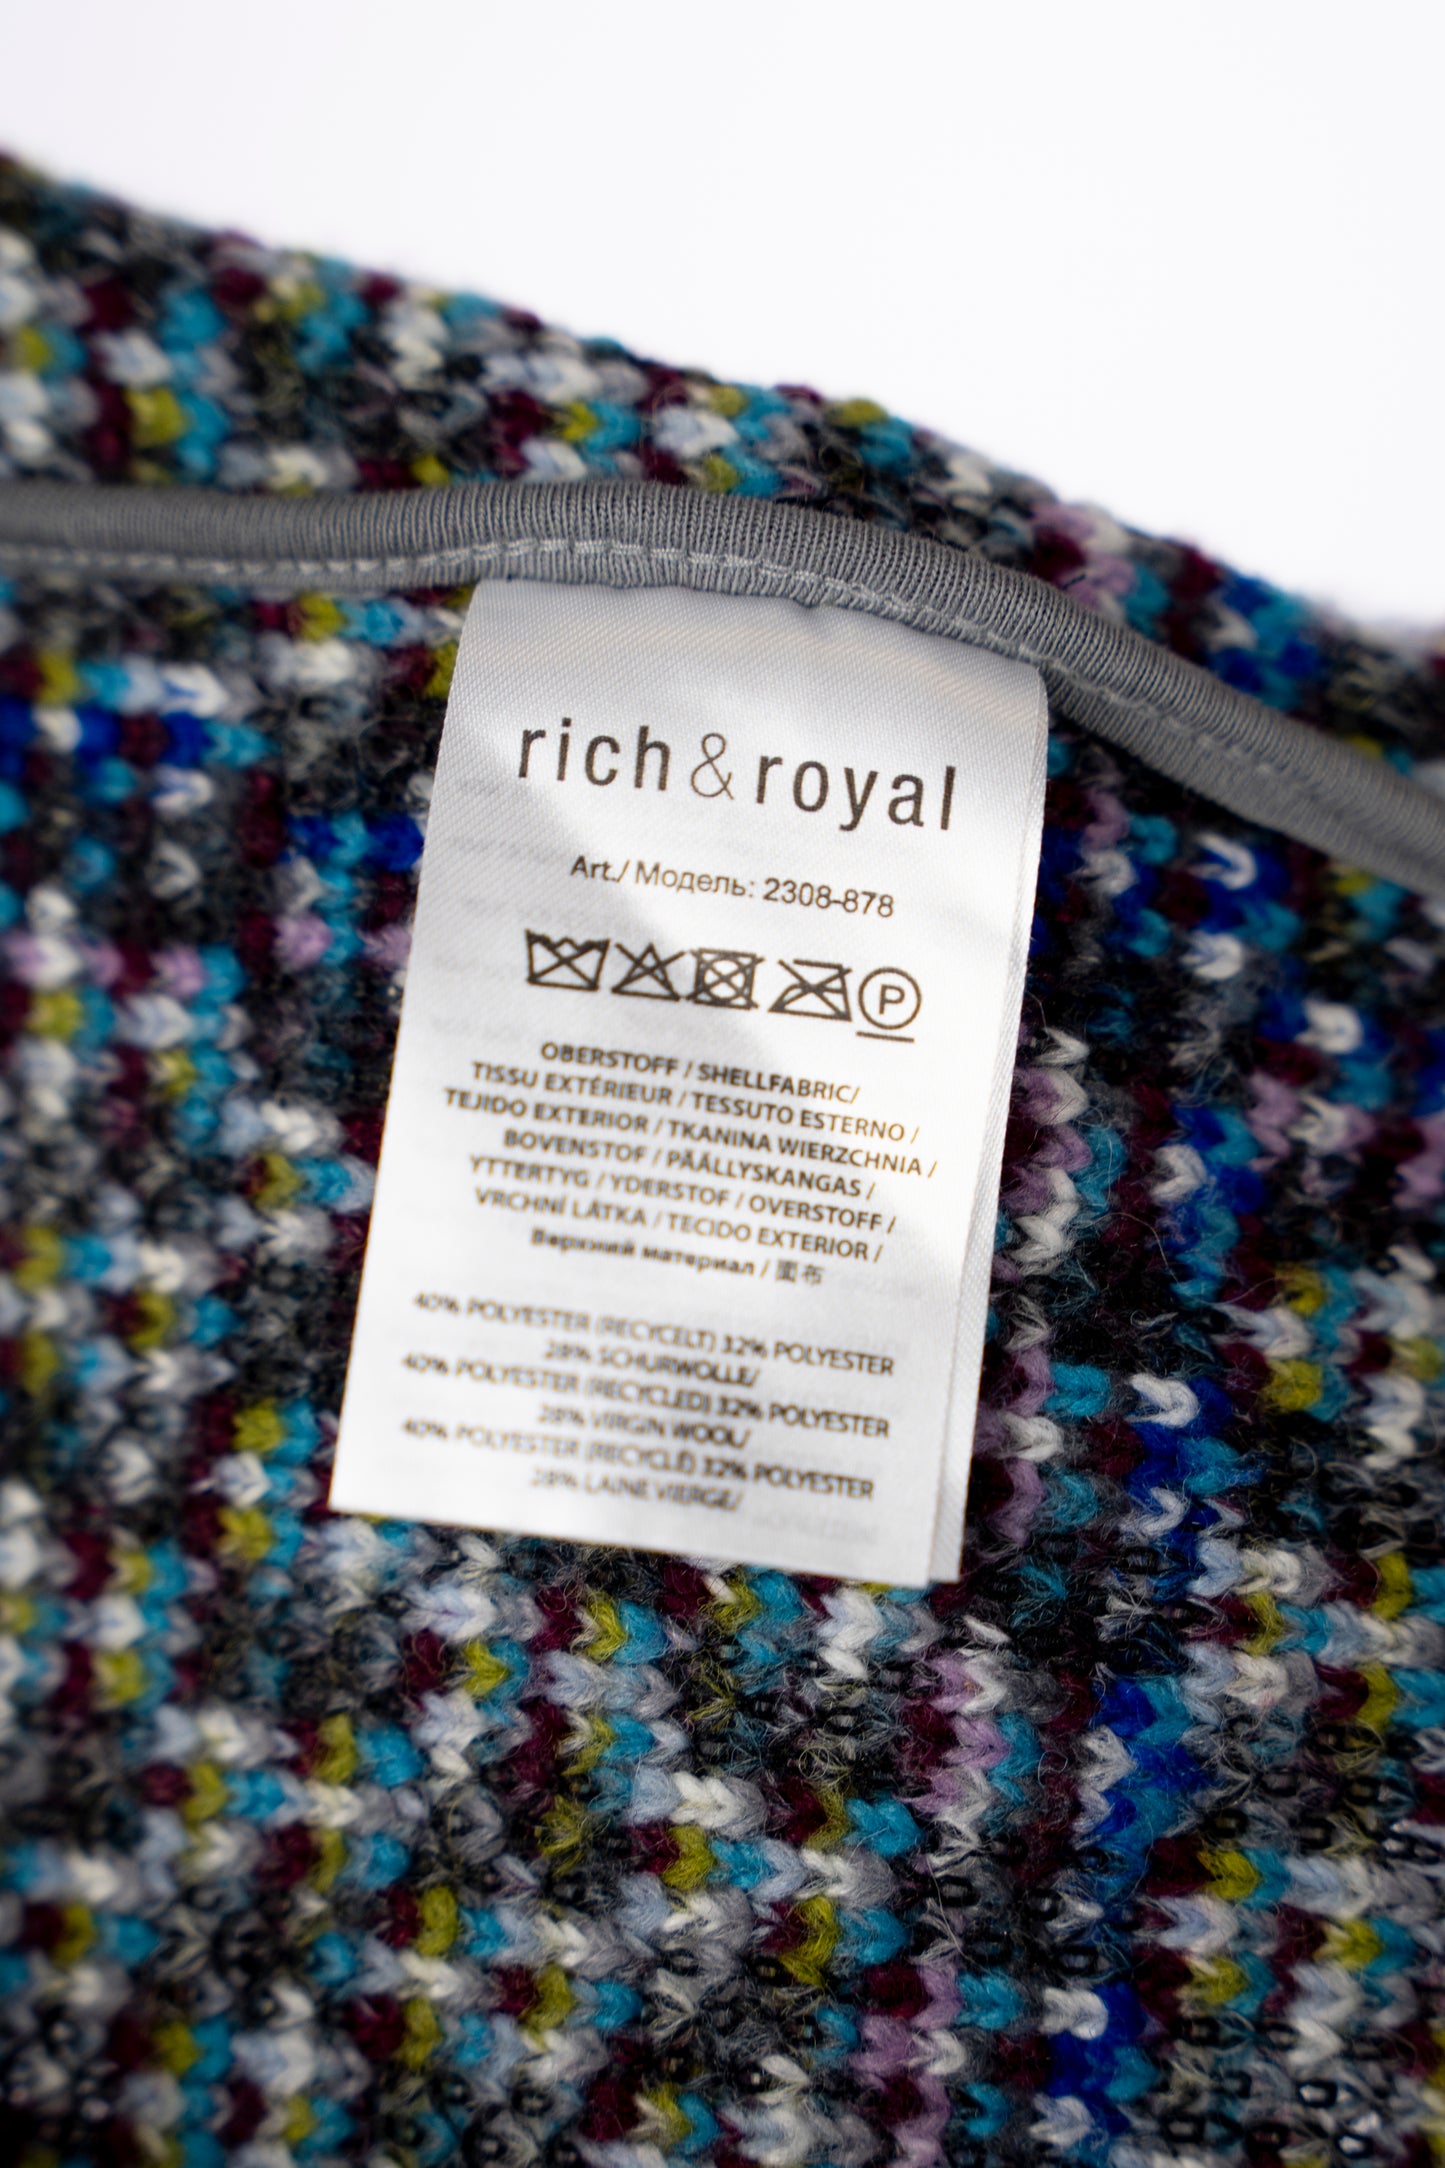 rich&royal
Art./ Модель: 2308-878
P
OBERSTOFF / SHELLFABRIC/
TISSU EXTÉRIEUR / TESSUTO ESTERNO /
TEJIDO EXTERIOR / TKANINA WIERZCHNIA /
BOVENSTOF / PÄÄLLYSKANGAS /
YTTERTYG / YDERSTOF / OVERSTOFF /
VRCHNÍ LÁTKA / TECIDO EXTERIOR /
Верхний материал / 面布
40% POLYESTER (RECYCELT) 32% POLYESTER
28% SCHURWOLLE/
40% POLYESTER (RECYCLED) 32% POLYESTER
28% VIRGIN WOOL/
40% POLYESTER (RECYCLÉ) 32% POLYESTER
28% LAINE VIERGE/